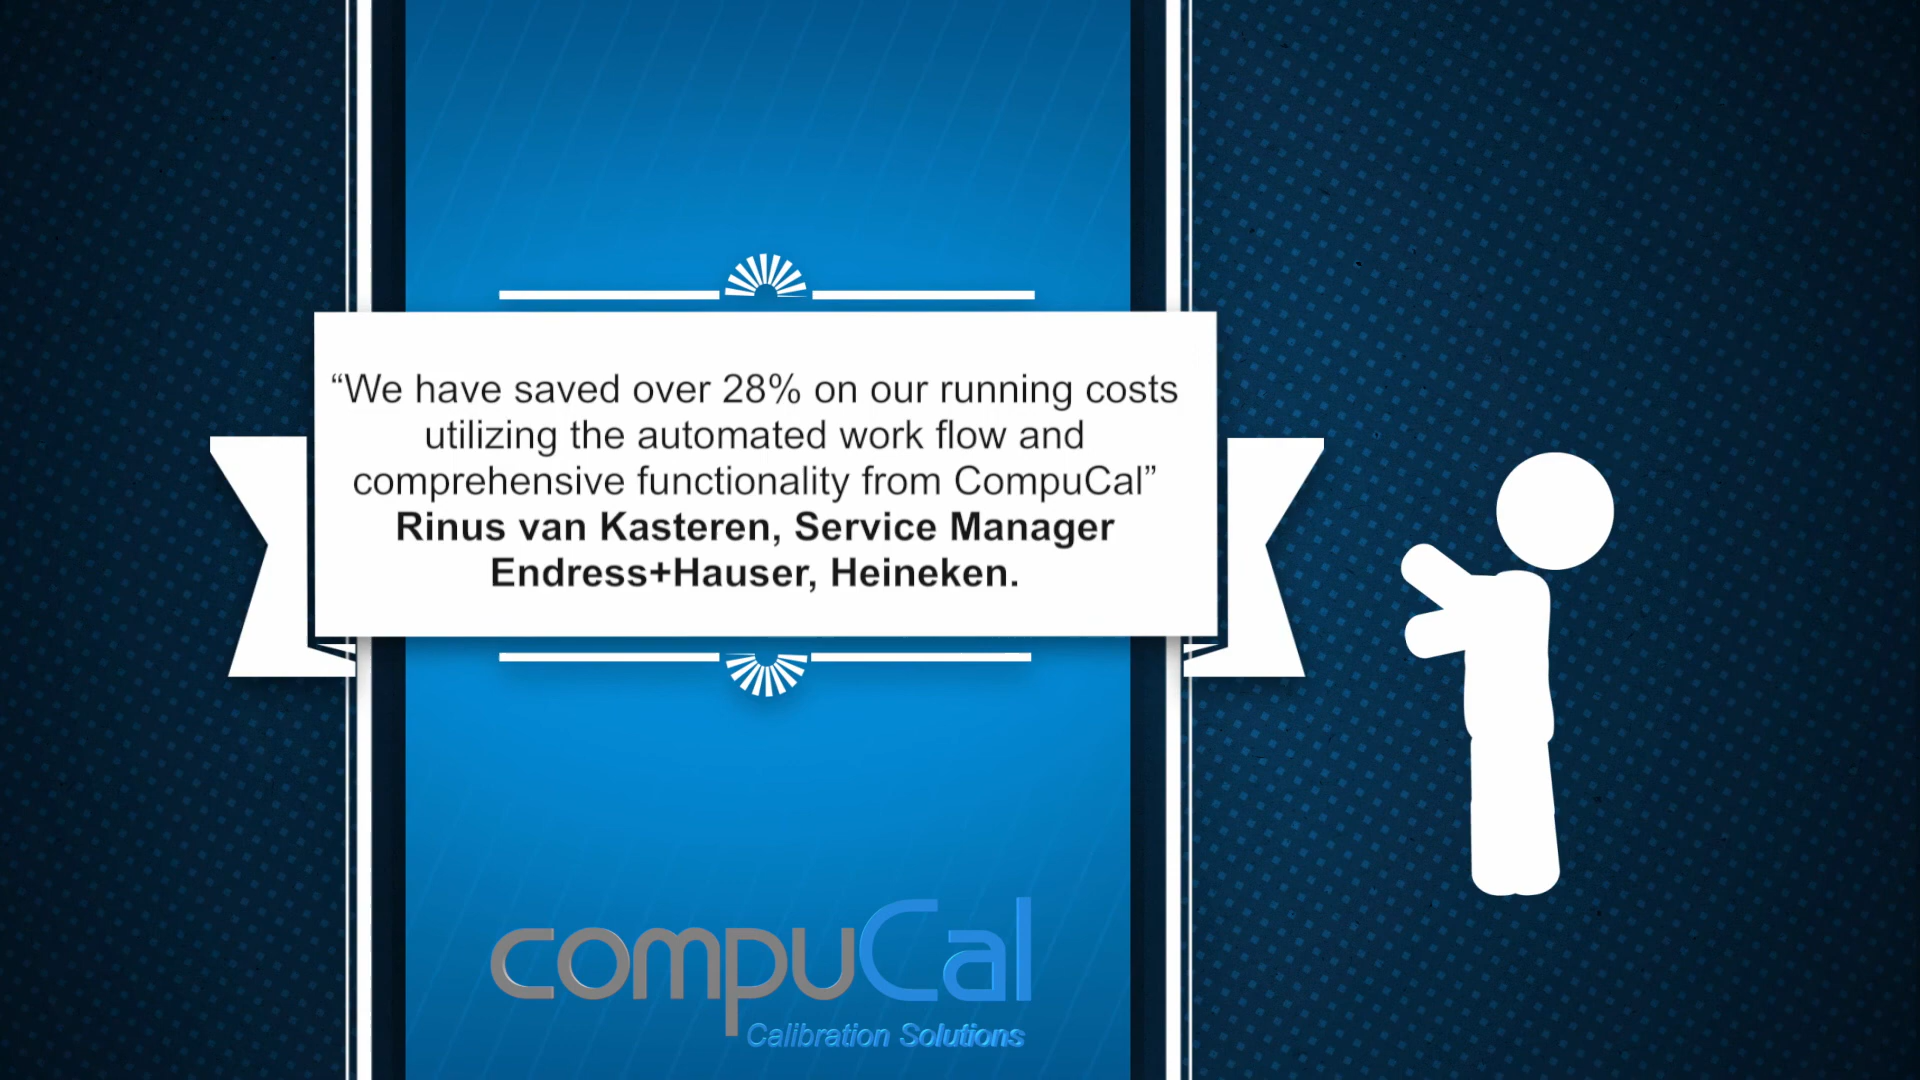 “We have saved over 28% on our running costs
utilizing the automated work flow and
comprehensive functionality from CompuCal”
Rinus van Kasteren, Service Manager
Endress+Hauser, Heineken.
compuCal
Calibration Solutions